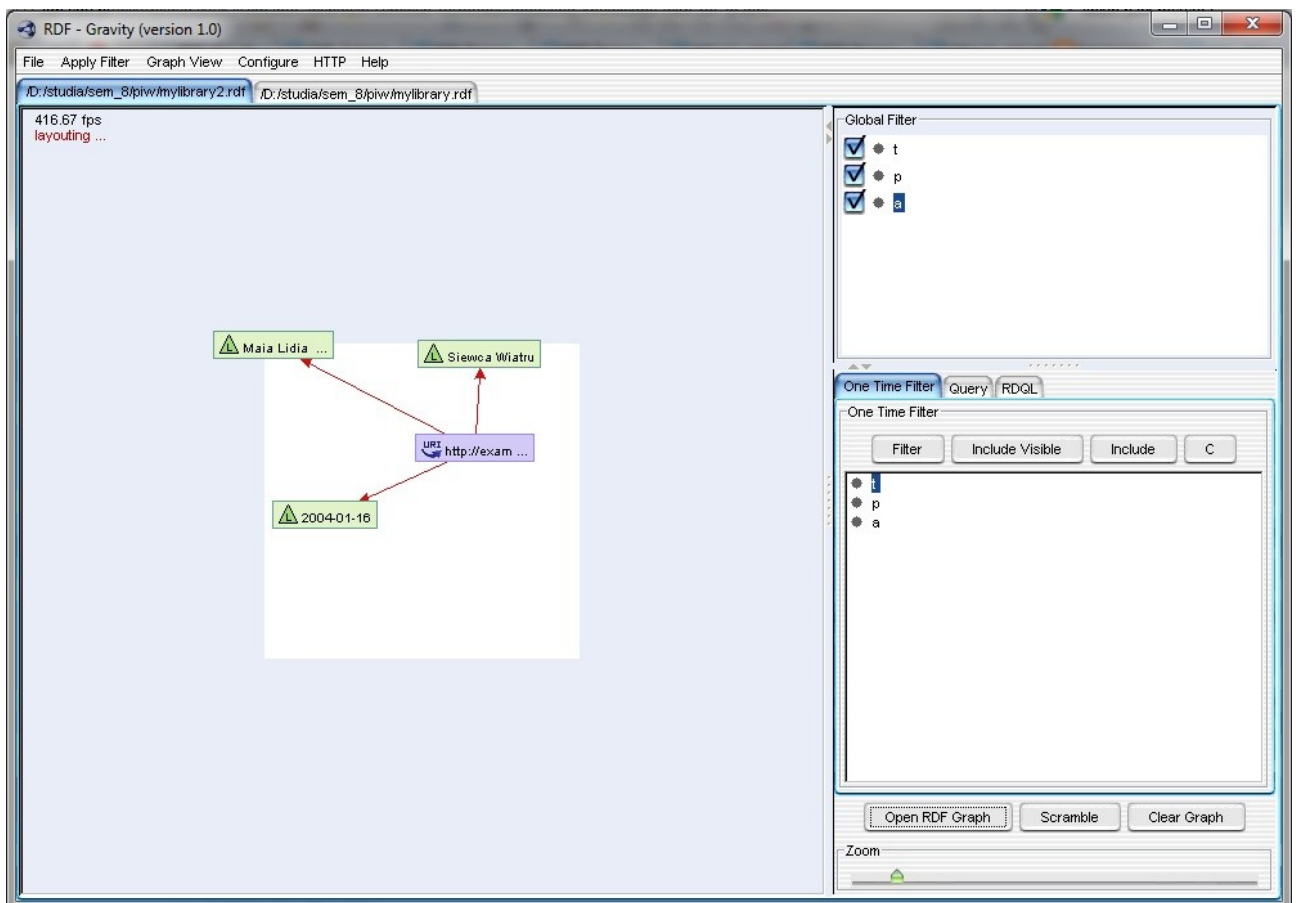 RDF - Gravity (version 1.0)
File Apply Filter Graph View Configure HTTP Help
/D:/studia/sem_8/piw/mylibrary2.rdf /D:/studia/sem_8/piw/mylibrary.rdf
416.67 fps
layouting ...
Maia Lidia ...
Siewca Wiatru
URI http://exam ...
2004-01-16
Global Filter
t
p
a
One Time Filter Query RDQL
One Time Filter
Filter Include Visible Include C
t
p
a
Open RDF Graph Scramble Clear Graph
Zoom